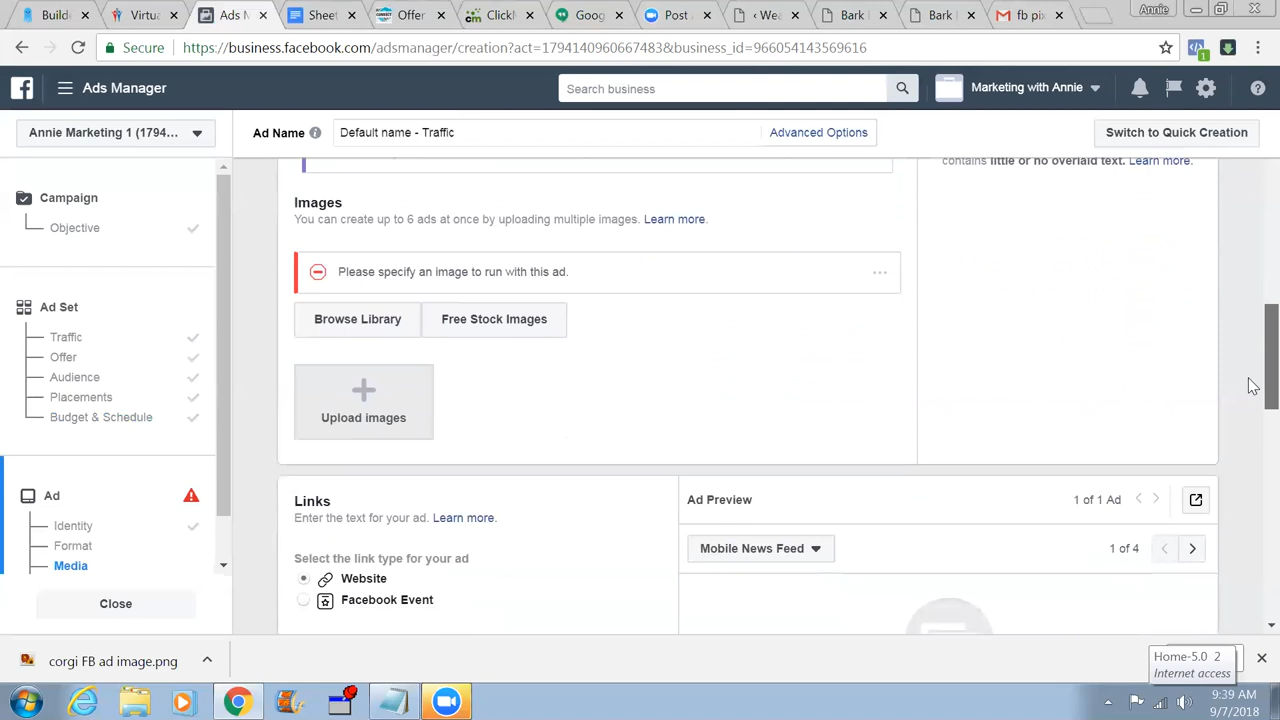 Build
Virtua
Ads M
Sheet
Offer
ClickM
Goog
Post A
‹ Wea
Bark I
Bark I
fb pix
Annie
Secure
https://business.facebook.com/adsmanager/creation?act=1794140960667483&business_id=966054143569616
1
Ads Manager
Search business
Marketing with Annie
Annie Marketing 1 (1794...
Ad Name
Default name - Traffic
Advanced Options
Switch to Quick Creation
contains little or no overlaid text. Learn more.
Campaign
Objective
Ad Set
Traffic
Offer
Audience
Placements
Budget & Schedule
Ad
Identity
Format
Media
Close
Images
You can create up to 6 ads at once by uploading multiple images. Learn more.
Please specify an image to run with this ad.
Browse Library
Free Stock Images
Upload images
Links
Enter the text for your ad. Learn more.
Select the link type for your ad
Website
Facebook Event
Ad Preview
1 of 1 Ad
Mobile News Feed
1 of 4
corgi FB ad image.png
Home-5.0 2
Internet access
9:39 AM
9/7/2018